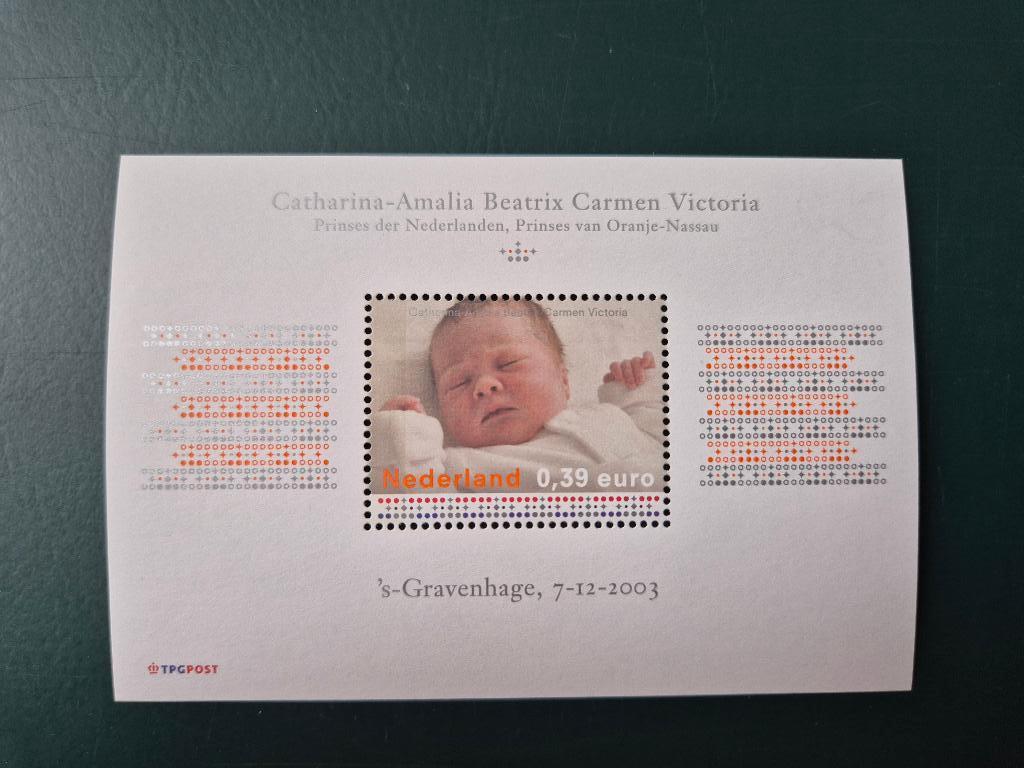 Catharina-Amalia Beatrix Carmen Victoria
Prinses der Nederlanden, Prinses van Oranje-Nassau
Catharina-Amalia Beatrix Carmen Victoria
Nederland 0,39 euro
's-Gravenhage, 7-12-2003
TPGPOST